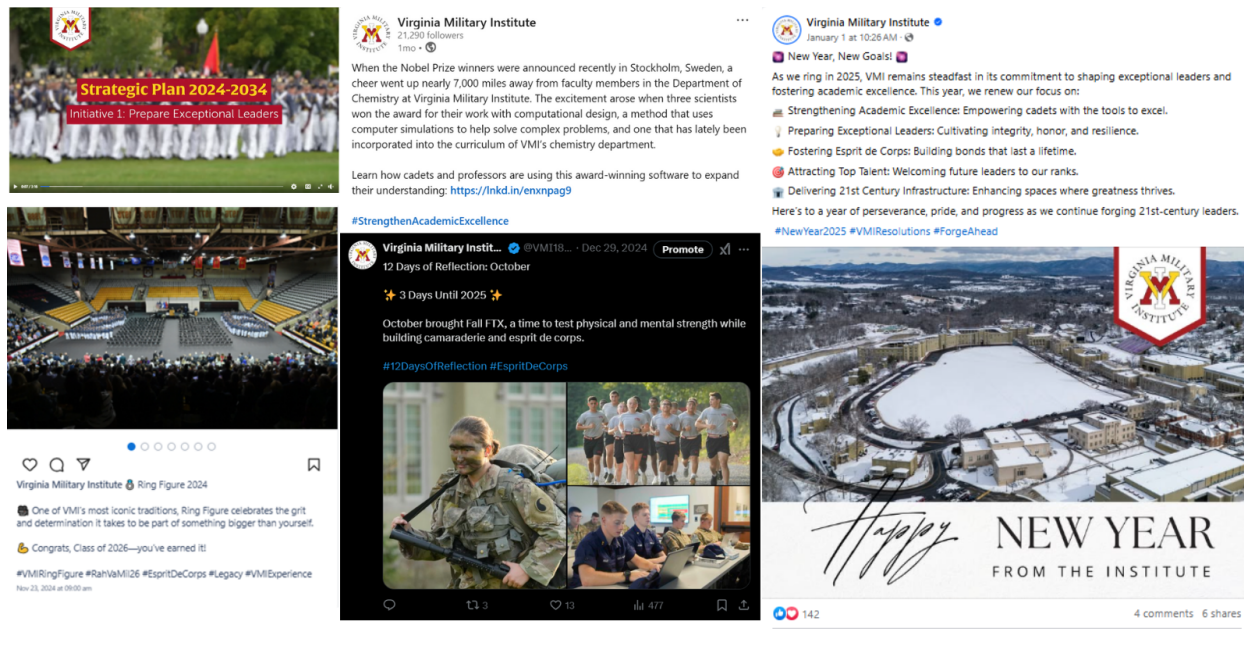 VIRGINIA MILITARY INSTITUTE
Strategic Plan 2024-2034
Initiative 1: Prepare Exceptional Leaders
Virginia Military Institute 💍 Ring Figure 2024
One of VMI's most iconic traditions, Ring Figure celebrates the grit
and determination it takes to be part of something bigger than yourself.
💪 Congrats, Class of 2026—you've earned it!
#VMIRingFigure #RahVaMil26 #EspritDeCorps #Legacy #VMIExperience
Nov 23, 2024 at 09:00 am
VIRGINIA MILITARY INSTITUTE
Virginia Military Institute
21,290 followers
1mo •
When the Nobel Prize winners were announced recently in Stockholm, Sweden, a
cheer went up nearly 7,000 miles away from faculty members in the Department of
Chemistry at Virginia Military Institute. The excitement arose when three scientists
won the award for their work with computational design, a method that uses
computer simulations to help solve complex problems, and one that has lately been
incorporated into the curriculum of VMI's chemistry department.
Learn how cadets and professors are using this award-winning software to expand
their understanding: https://lnkd.in/enxnpag9
#StrengthenAcademicExcellence
Virginia Military Instit... @VMI18... · Dec 29, 2024 Promote
12 Days of Reflection: October
✨ 3 Days Until 2025 ✨
October brought Fall FTX, a time to test physical and mental strength while
building camaraderie and esprit de corps.
#12DaysOfReflection #EspritDeCorps
3 13 477
Virginia Military Institute
January 1 at 10:26 AM ·
New Year, New Goals!
As we ring in 2025, VMI remains steadfast in its commitment to shaping exceptional leaders and
fostering academic excellence. This year, we renew our focus on:
Strengthening Academic Excellence: Empowering cadets with the tools to excel.
💡 Preparing Exceptional Leaders: Cultivating integrity, honor, and resilience.
🤝 Fostering Esprit de Corps: Building bonds that last a lifetime.
🎯 Attracting Top Talent: Welcoming future leaders to our ranks.
🏛 Delivering 21st Century Infrastructure: Enhancing spaces where greatness thrives.
Here's to a year of perseverance, pride, and progress as we continue forging 21st-century leaders.
#NewYear2025 #VMIResolutions #ForgeAhead
VIRGINIA MILITARY INSTITUTE
Happy NEW YEAR
FROM THE INSTITUTE
142 4 comments 6 shares